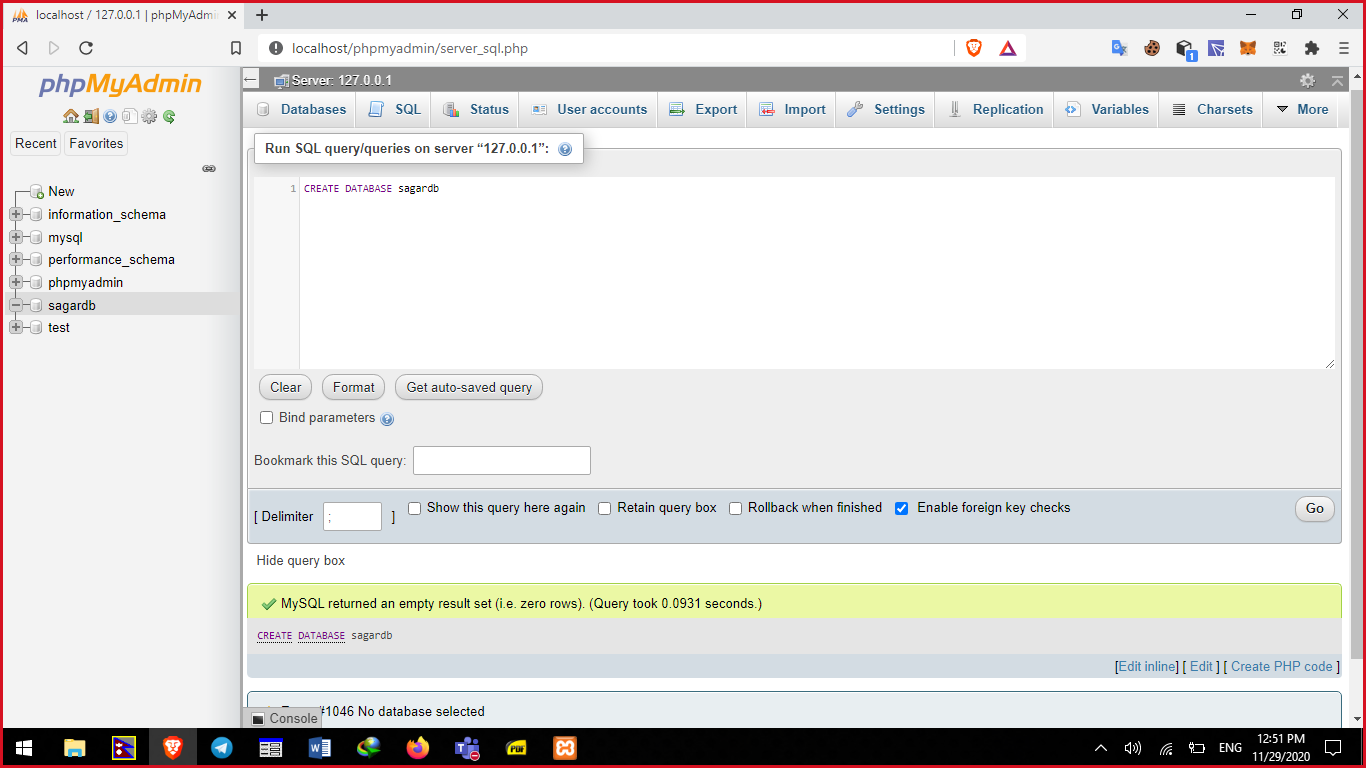 localhost / 127.0.0.1 | phpMyAdmin
localhost/phpmyadmin/server_sql.php
1
phpMyAdmin
Recent
Favorites
New
information_schema
mysql
performance_schema
phpmyadmin
sagardb
test
Server: 127.0.0.1
Databases
SQL
Status
User accounts
Export
Import
Settings
Replication
Variables
Charsets
More
Run SQL query/queries on server “127.0.0.1”:
1 CREATE DATABASE sagardb
Clear
Format
Get auto-saved query
Bind parameters
Bookmark this SQL query:
[ Delimiter ; ]
Show this query here again
Retain query box
Rollback when finished
Enable foreign key checks
Go
Hide query box
MySQL returned an empty result set (i.e. zero rows). (Query took 0.0931 seconds.)
CREATE DATABASE sagardb
[Edit inline] [ Edit ] [ Create PHP code ]
#1046 No database selected
Console
ENG
12:51 PM
11/29/2020